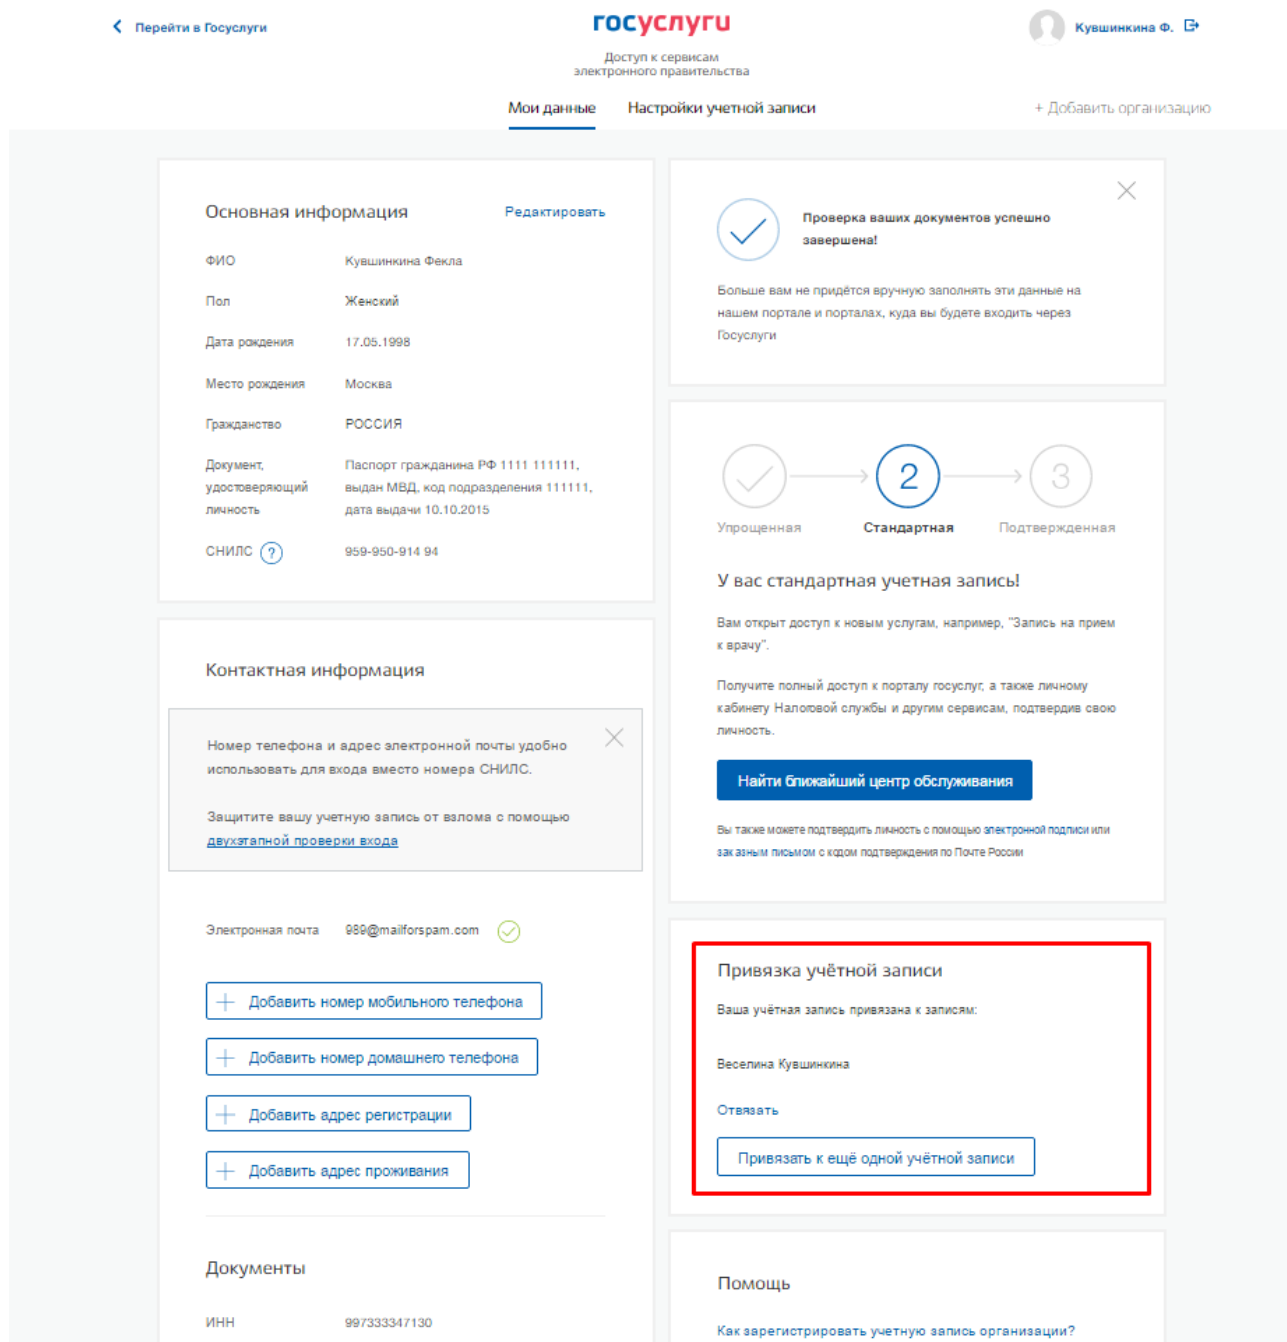 Перейти в Госуслуги
госуслуги
Кувшинкина Ф.
Доступ к сервисам
электронного правительства
Мои данные
Настройки учетной записи
+ Добавить организацию
Основная информация
Редактировать
ФИО
Кувшинкина Фекла
Пол
Женский
Дата рождения
17.05.1998
Место рождения
Москва
Гражданство
РОССИЯ
Документ,
удостоверяющий
личность
Паспорт гражданина РФ 1111 111111,
выдан МВД, код подразделения 111111,
дата выдачи 10.10.2015
СНИЛС ?
959-950-914 94
Контактная информация
Номер телефона и адрес электронной почты удобно
использовать для входа вместо номера СНИЛС.
Защитите вашу учетную запись от взлома с помощью
двухэтапной проверки входа
Электронная почта
989@mailforspam.com
Добавить номер мобильного телефона
Добавить номер домашнего телефона
Добавить адрес регистрации
Добавить адрес проживания
Документы
ИНН
997333347130
Проверка ваших документов успешно
завершена!
Больше вам не придётся вручную заполнять эти данные на
нашем портале и порталах, куда вы будете входить через
Госуслуги
2
3
Упрощенная
Стандартная
Подтвержденная
У вас стандартная учетная запись!
Вам открыт доступ к новым услугам, например, "Запись на прием
к врачу".
Получите полный доступ к порталу госуслуг, а также личному
кабинету Налоговой службы и другим сервисам, подтвердив свою
личность.
Найти ближайший центр обслуживания
Вы также можете подтвердить личность с помощью электронной подписи или
заказным письмом с кодом подтверждения по Почте России
Привязка учётной записи
Ваша учётная запись привязана к записям:
Веселина Кувшинкина
Отвязать
Привязать к ещё одной учётной записи
Помощь
Как зарегистрировать учетную запись организации?